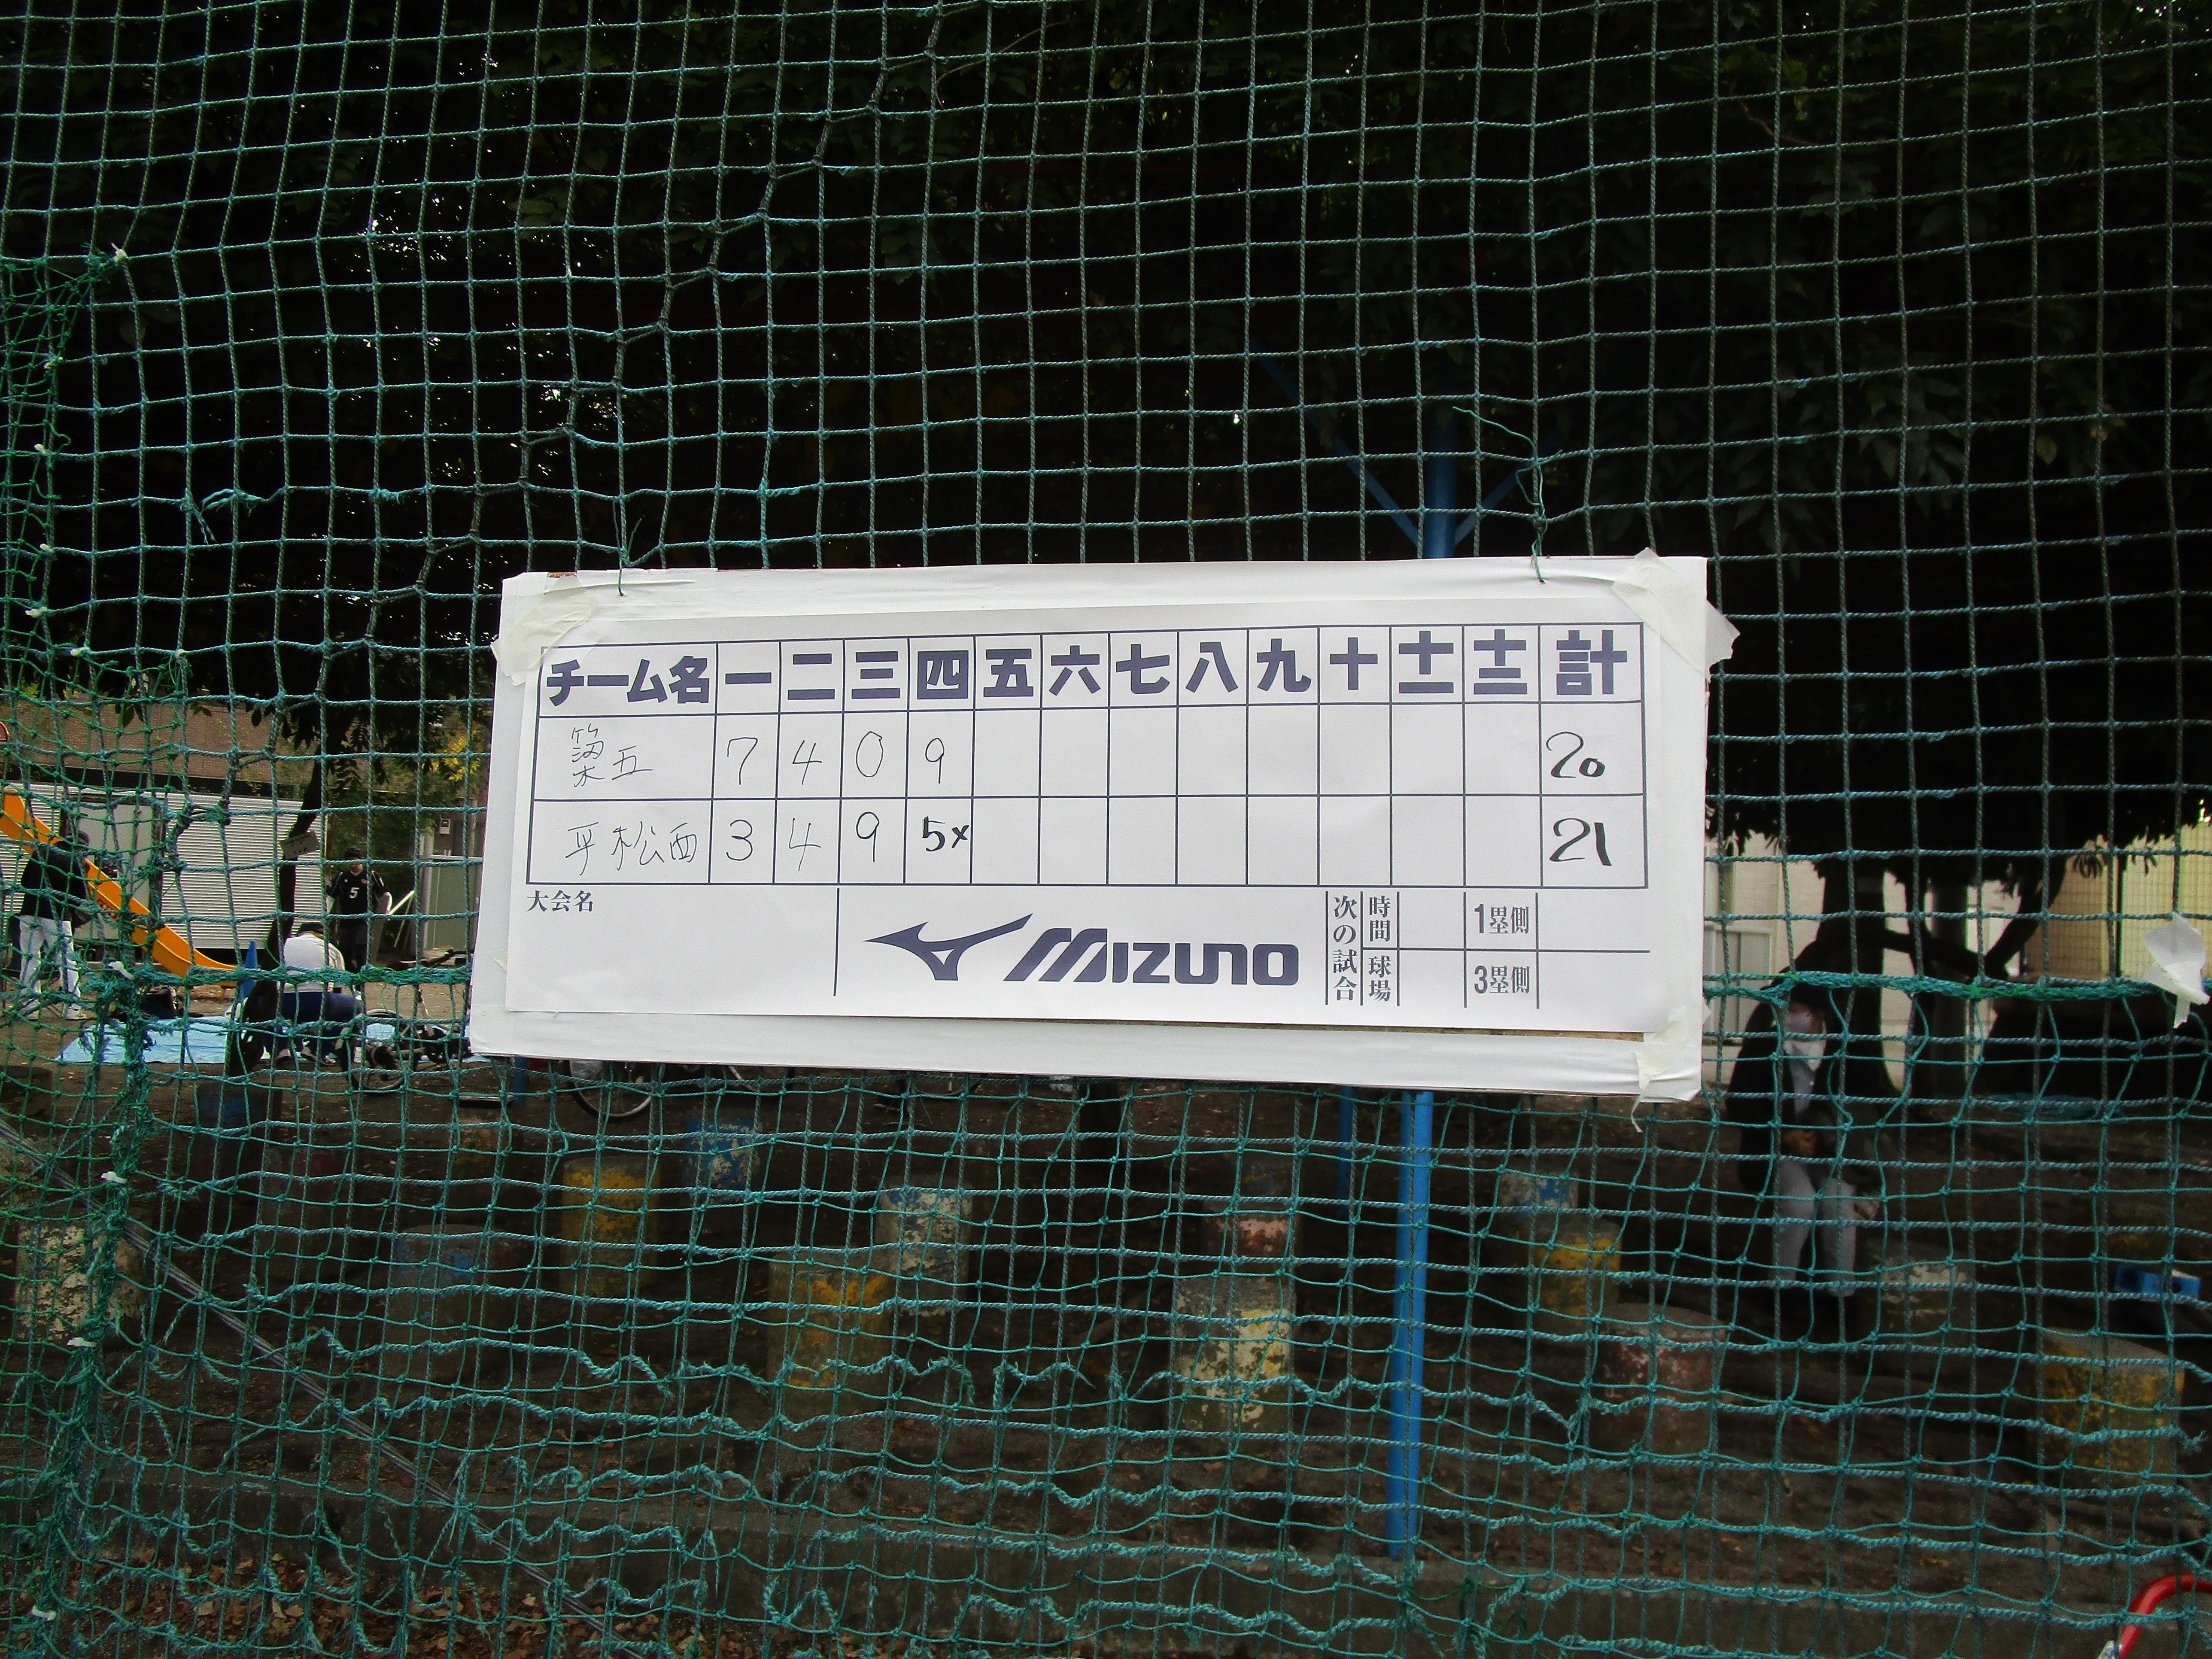 チーム名 一 二 三 四 五 六 七 八 九 十 十一 十二 計
築五 7 4 0 9 20
平松西 3 4 9 5x 21
大会名
MIZUNO
次の試合
時間
球場
1塁側
3塁側
5